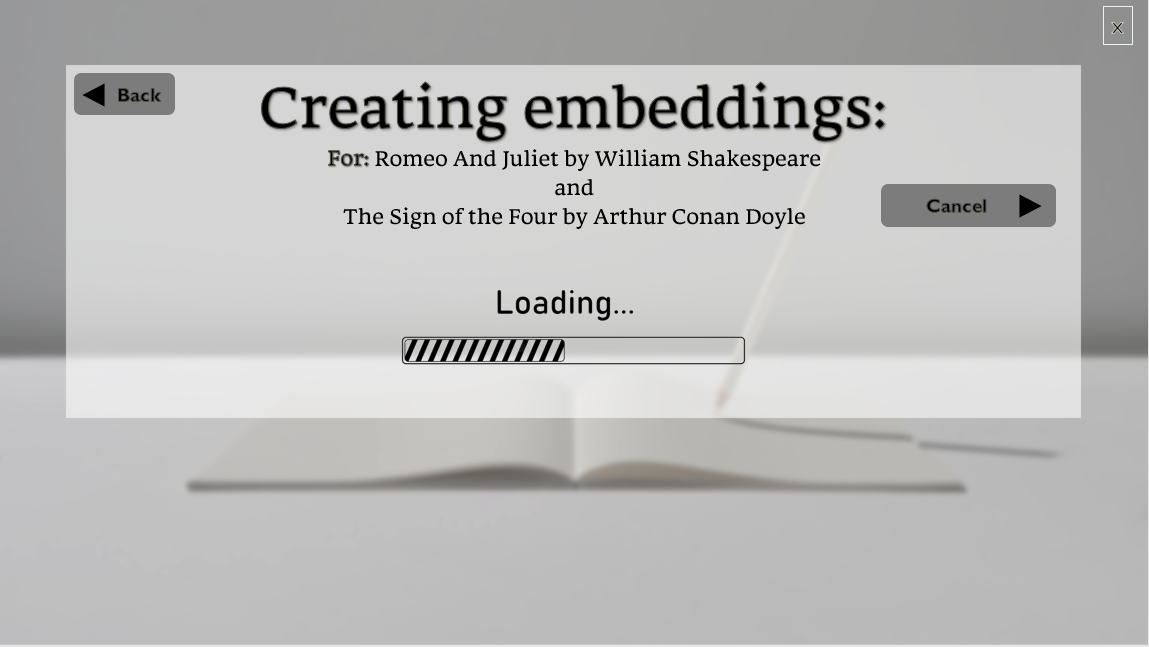 X
Back
Creating embeddings:
For: Romeo And Juliet by William Shakespeare
and
Cancel
The Sign of the Four by Arthur Conan Doyle
Loading...